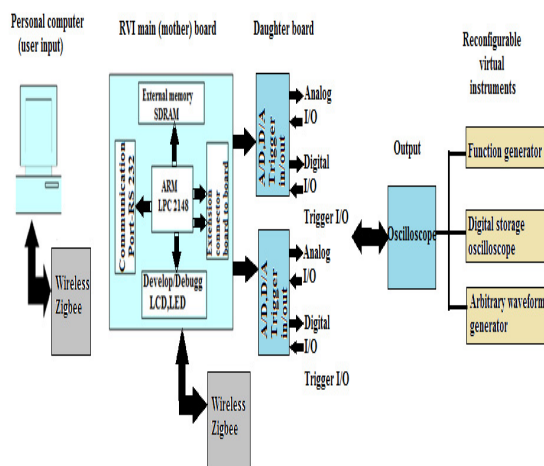 Personal computer
(user input)
RVI main (mother) board
Daughter board
Reconfigurable
virtual
instruments
External memory
SDRAM
Communication
Port-RS 232
ARM
LPC 2148
Extension
connector
board to board
Develop/Debugg
LCD,LED
A/D,D/A
Trigger
in/out
Analog
I/O
Digital
I/O
Trigger I/O
A/D,D/A
Trigger
in/out
Analog
I/O
Digital
I/O
Trigger I/O
Output
Oscilloscope
Function generator
Digital storage
oscilloscope
Arbitrary waveform
generator
Wireless
Zigbee
Wireless
Zigbee